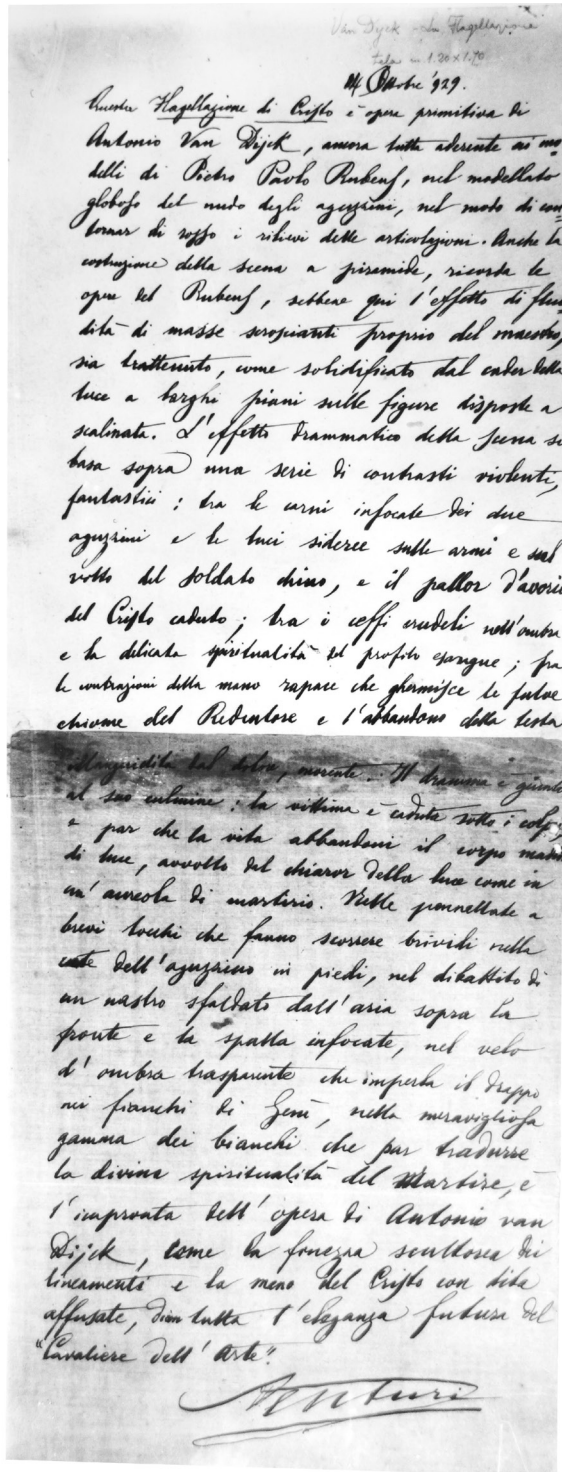 Van Dijck - La Flagellazione
tela m. 1.20 x 1.70
14 Ottobre '929.
Questa Flagellazione di Cristo è opera primitiva di
Antonio Van Dijck, ancora tutta aderente ai mo
delli di Pietro Paolo Rubens, nel modellato
globoso del nudo degli aguzzini, nel modo di con
tornar di rosso i rilievi delle articolazioni. Anche la
costruzione della scena a piramide, ricorda le
opere del Rubens, sebbene qui l'effetto di flui
dità di masse scroscianti proprio del maestro,
sia trattenuto, come solidificato dal cader della
luce a larghi piani sulle figure disposte a
scalinata. L'effetto drammatico della scena si
basa sopra una serie di contrasti violenti,
fantastici: tra le carni infocate dei due
aguzzini e le luci sideree sulle armi e sul
volto del soldato chino, e il pallor d'avorio
del Cristo caduto; tra i ceffi crudeli nell'ombra
e la delicata spiritualità del profilo esangue; fra
le contrazioni della mano rapace che ghermisce le fulve
chiome del Redentore e l'abbandono della testa
illanguidita dal dolore, morente. Il dramma è giunto
al suo culmine: la vittima è caduta sotto i colpi,
e par che la vita abbandoni il corpo
di luce, avvolto del chiaror della luce come in
un'aureola di martirio. Nelle pennellate a
brevi tocchi che fanno scorrere brividi nella
cute dell'aguzzino in piedi, nel dibattito di
un nastro sfaldato dall'aria sopra la
fronte e la spalla infocate, nel velo
d'ombra trasparente che imperla il drappo
nei fianchi di Gesù, nella meravigliosa
gamma dei bianchi che par tradurre
la divina spiritualità del Martire, è
l'impronta dell'opera di Antonio van
Dijck, come la finezza scultorea dei
lineamenti e la mano del Cristo con dita
affusate, tutta l'eleganza futura del
"Cavaliere dell'Arte".
AVenturi